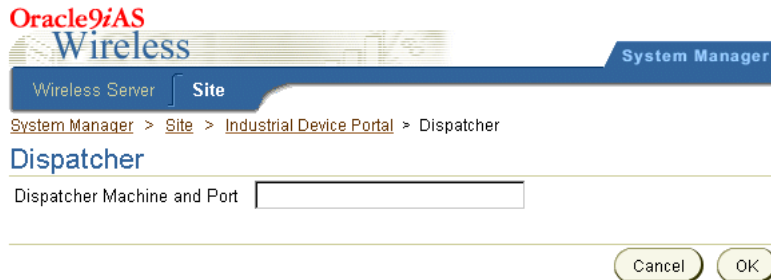 Oracle9iAS
Wireless
System Manager
Wireless Server Site
System Manager > Site > Industrial Device Portal > Dispatcher
Dispatcher
Dispatcher Machine and Port
Cancel OK